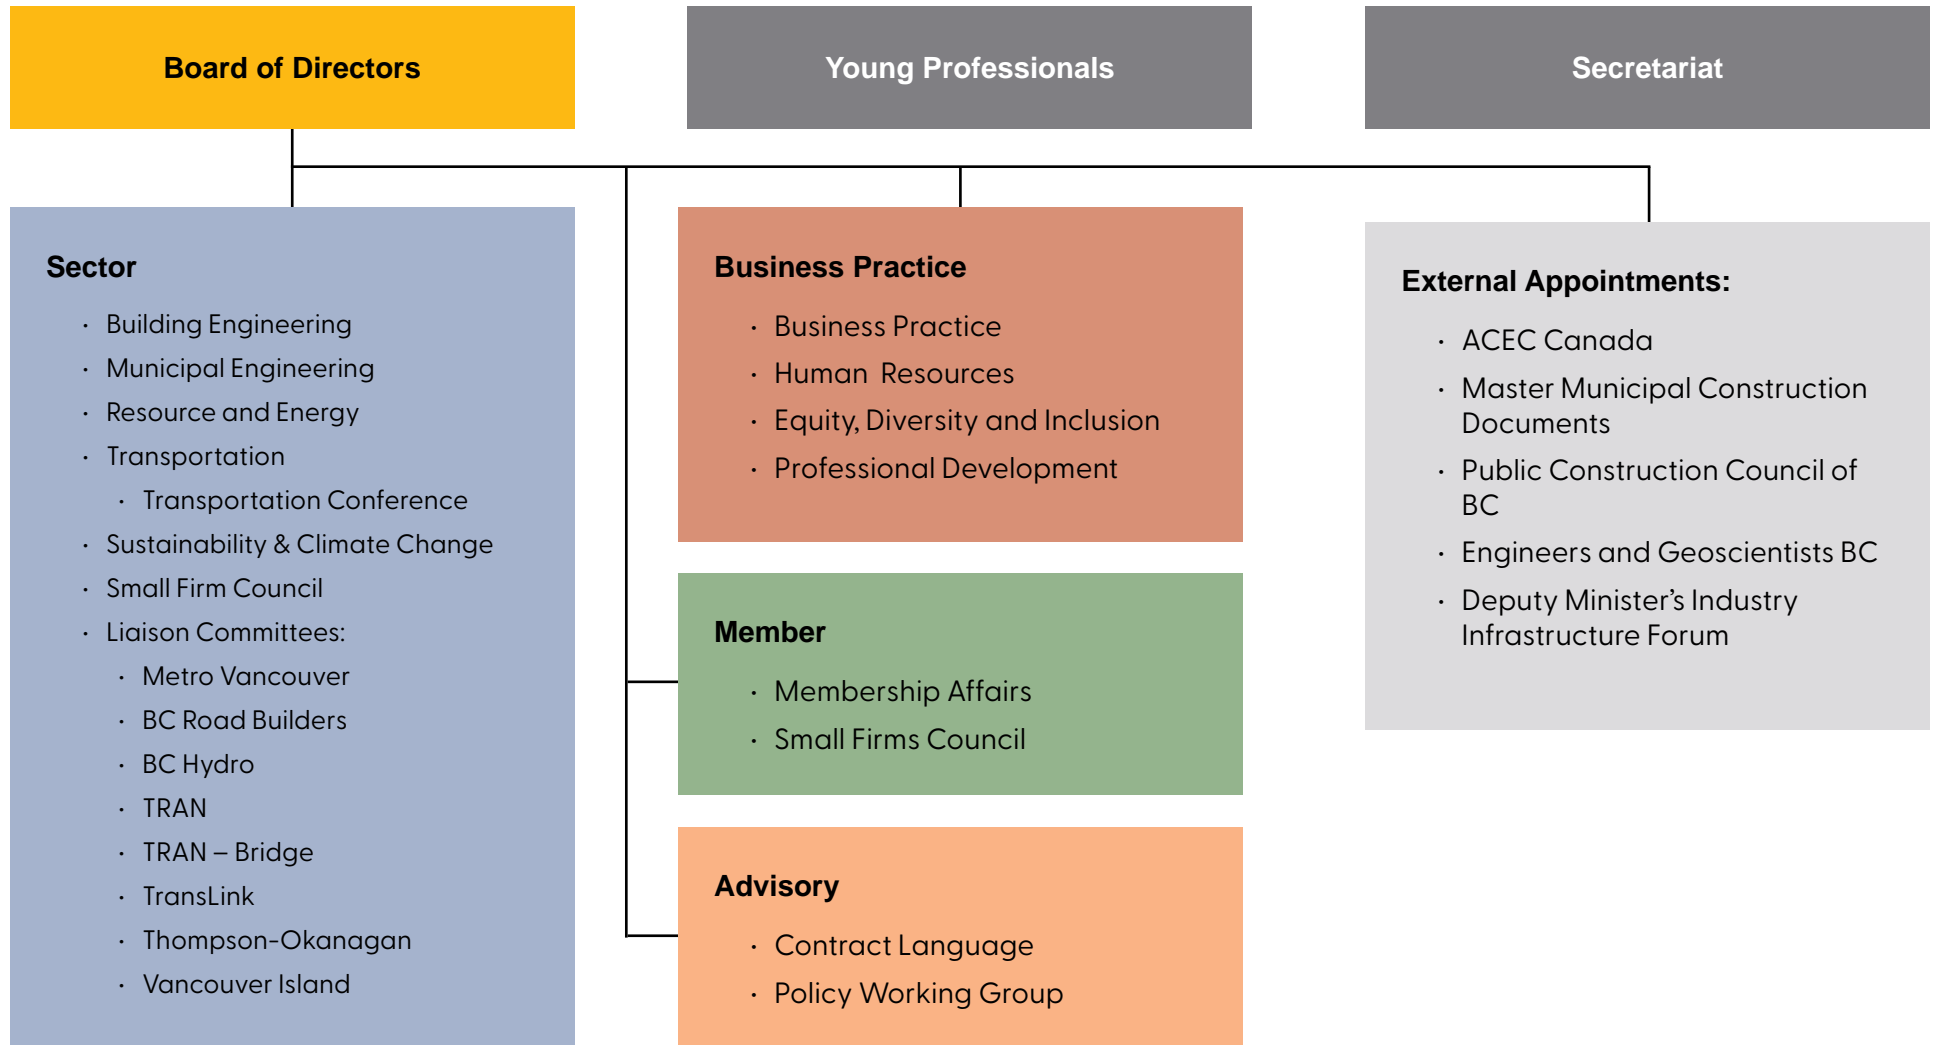 Board of Directors
Young Professionals
Secretariat
Sector
· Building Engineering
· Municipal Engineering
· Resource and Energy
· Transportation
· Transportation Conference
· Sustainability & Climate Change
· Small Firm Council
· Liaison Committees:
· Metro Vancouver
· BC Road Builders
· BC Hydro
· TRAN
· TRAN – Bridge
· TransLink
· Thompson-Okanagan
· Vancouver Island
Business Practice
· Business Practice
· Human Resources
· Equity, Diversity and Inclusion
· Professional Development
Member
· Membership Affairs
· Small Firms Council
Advisory
· Contract Language
· Policy Working Group
External Appointments:
· ACEC Canada
· Master Municipal Construction
Documents
· Public Construction Council of
BC
· Engineers and Geoscientists BC
· Deputy Minister’s Industry
Infrastructure Forum